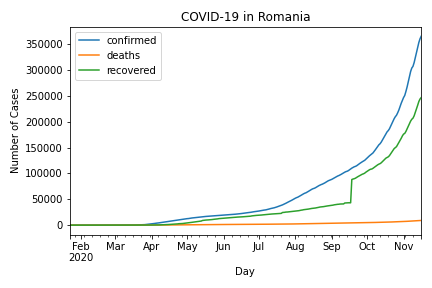 COVID-19 in Romania
confirmed
deaths
recovered
350000
300000
250000
200000
150000
100000
50000
0
Number of Cases
Feb Mar Apr May Jun Jul Aug Sep Oct Nov
2020
Day